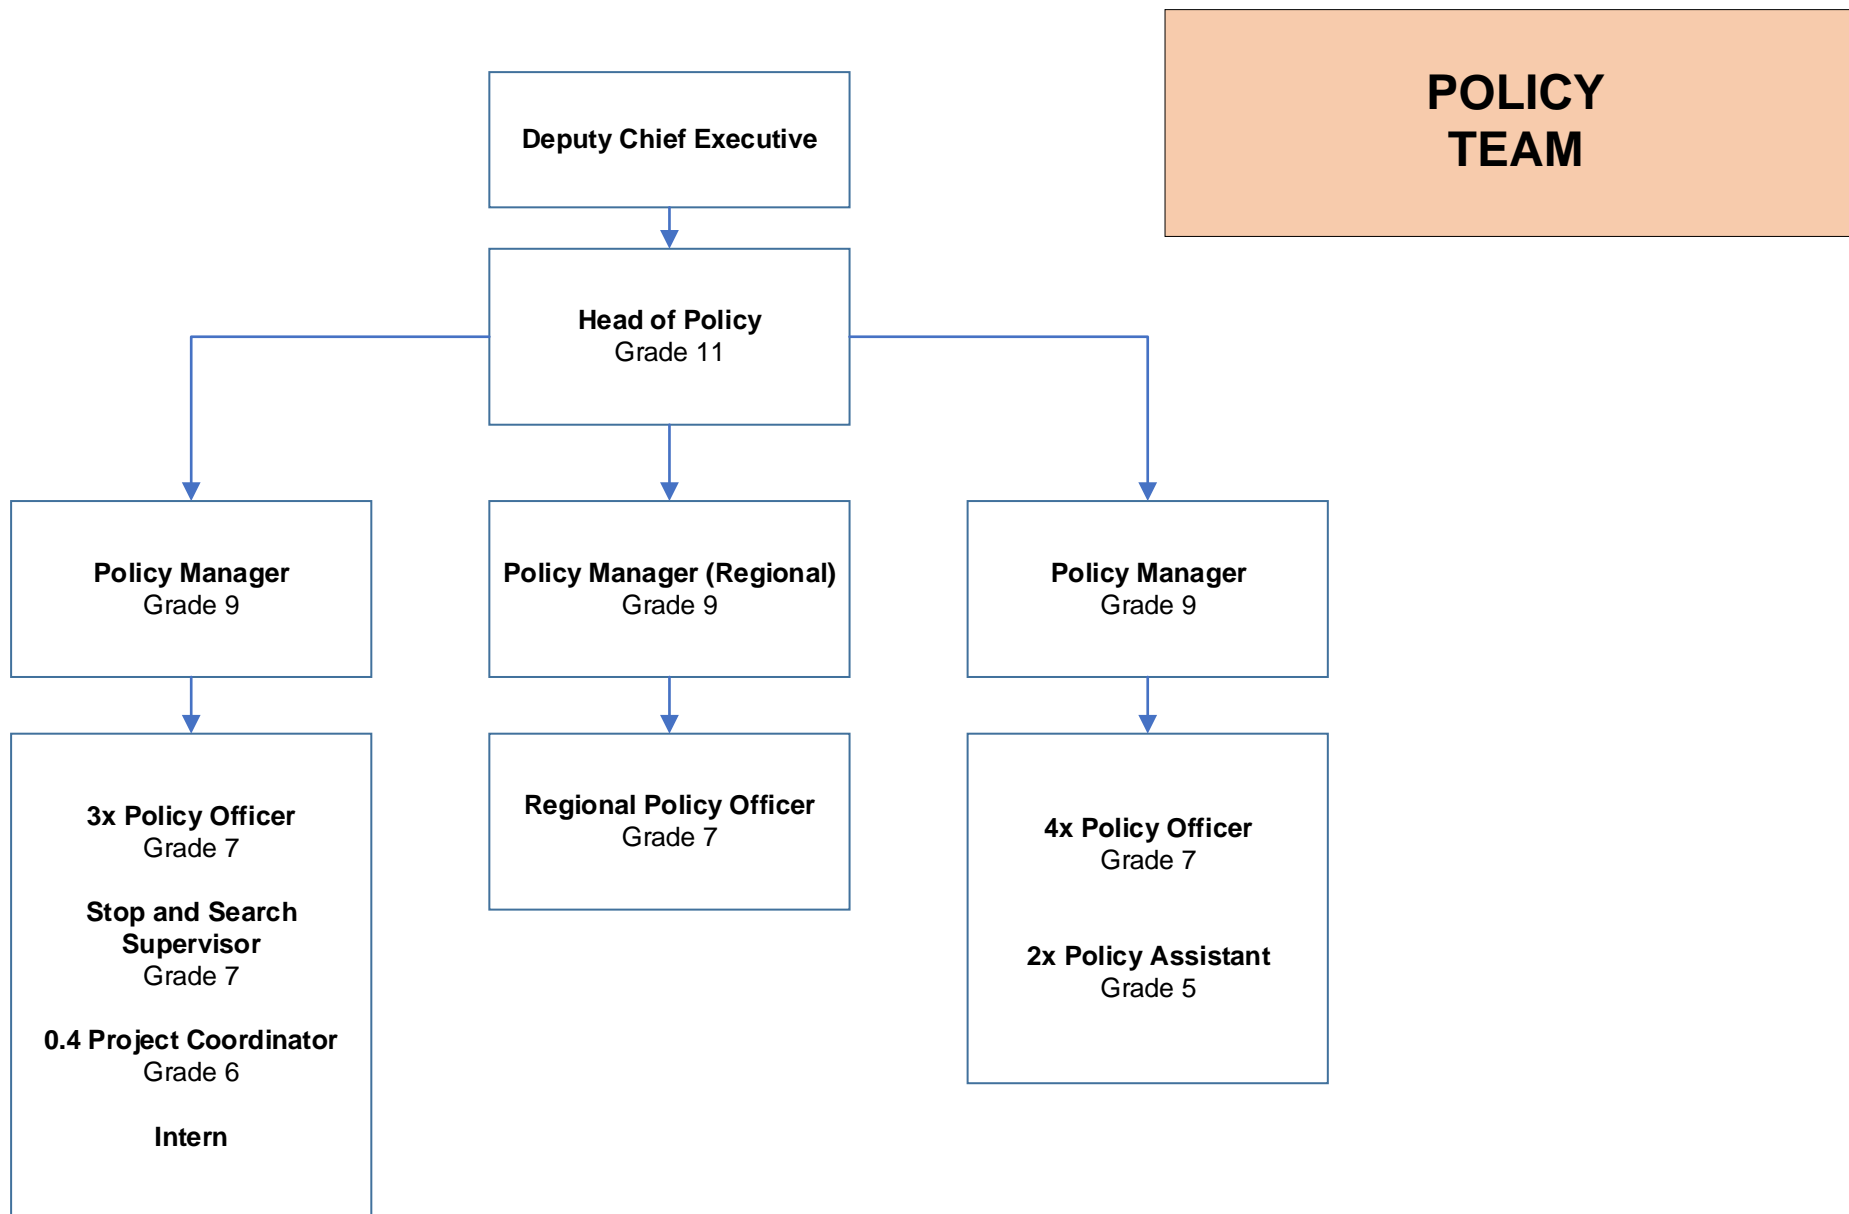 POLICY
TEAM
Deputy Chief Executive
Head of Policy
Grade 11
Policy Manager
Grade 9
Policy Manager (Regional)
Grade 9
Policy Manager
Grade 9
3x Policy Officer
Grade 7
Stop and Search
Supervisor
Grade 7
0.4 Project Coordinator
Grade 6
Intern
Regional Policy Officer
Grade 7
4x Policy Officer
Grade 7
2x Policy Assistant
Grade 5